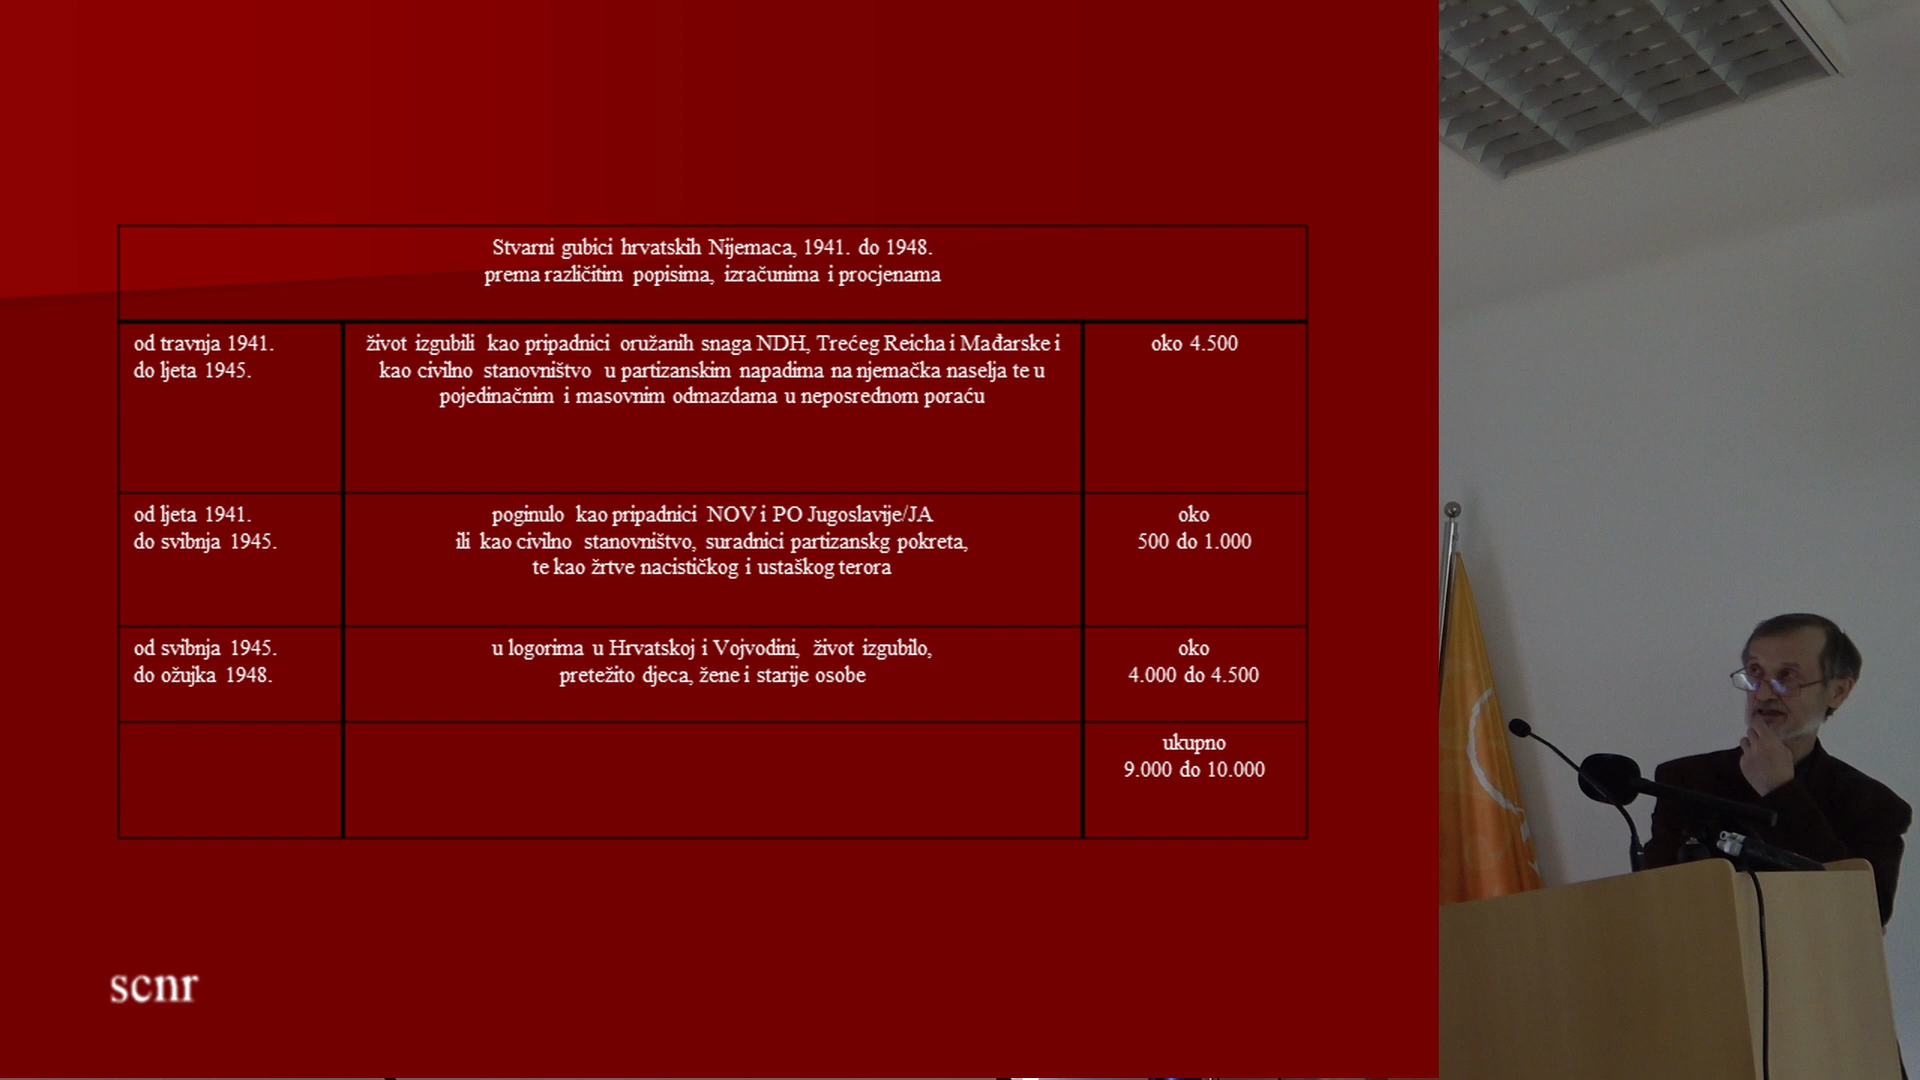 Stvarni gubici hrvatskih Nijemaca, 1941. do 1948.
prema različitim popisima, izračunima i procjenama
od travnja 1941.
do ljeta 1945.
život izgubili kao pripadnici oružanih snaga NDH, Trećeg Reicha i Mađarske i
kao civilno stanovništvo u partizanskim napadima na njemačka naselja te u
pojedinačnim i masovnim odmazdama u neposrednom poraću
oko 4.500
od ljeta 1941.
do svibnja 1945.
poginulo kao pripadnici NOV i PO Jugoslavije/JA
ili kao civilno stanovništvo, suradnici partizanskg pokreta,
te kao žrtve nacističkog i ustaškog terora
oko
500 do 1.000
od svibnja 1945.
do ožujka 1948.
u logorima u Hrvatskoj i Vojvodini, život izgubilo,
pretežito djeca, žene i starije osobe
oko
4.000 do 4.500
ukupno
9.000 do 10.000
scnr